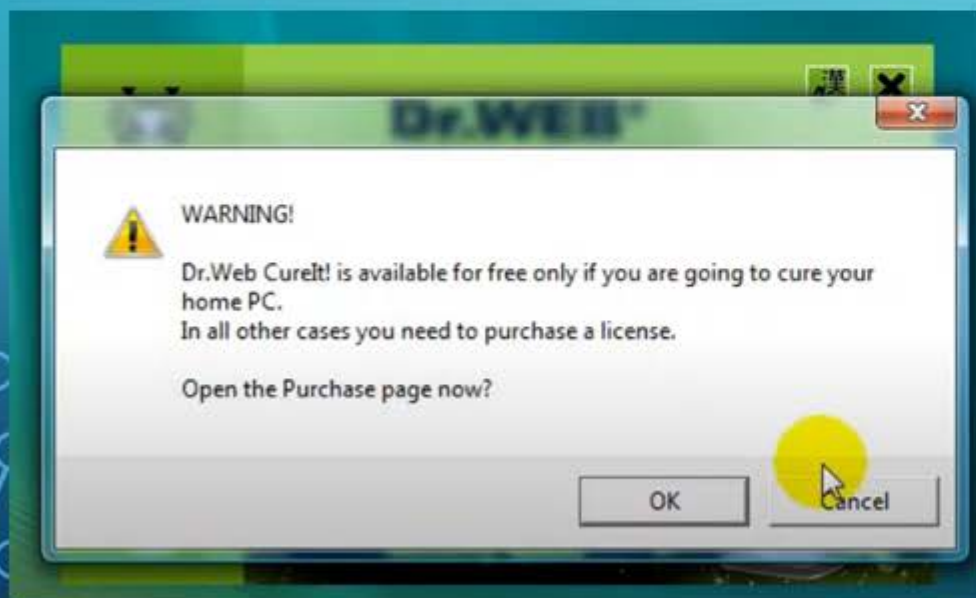 漢
Dr.WEB®
WARNING!
Dr.Web CureIt! is available for free only if you are going to cure your
home PC.
In all other cases you need to purchase a license.
Open the Purchase page now?
OK
Cancel